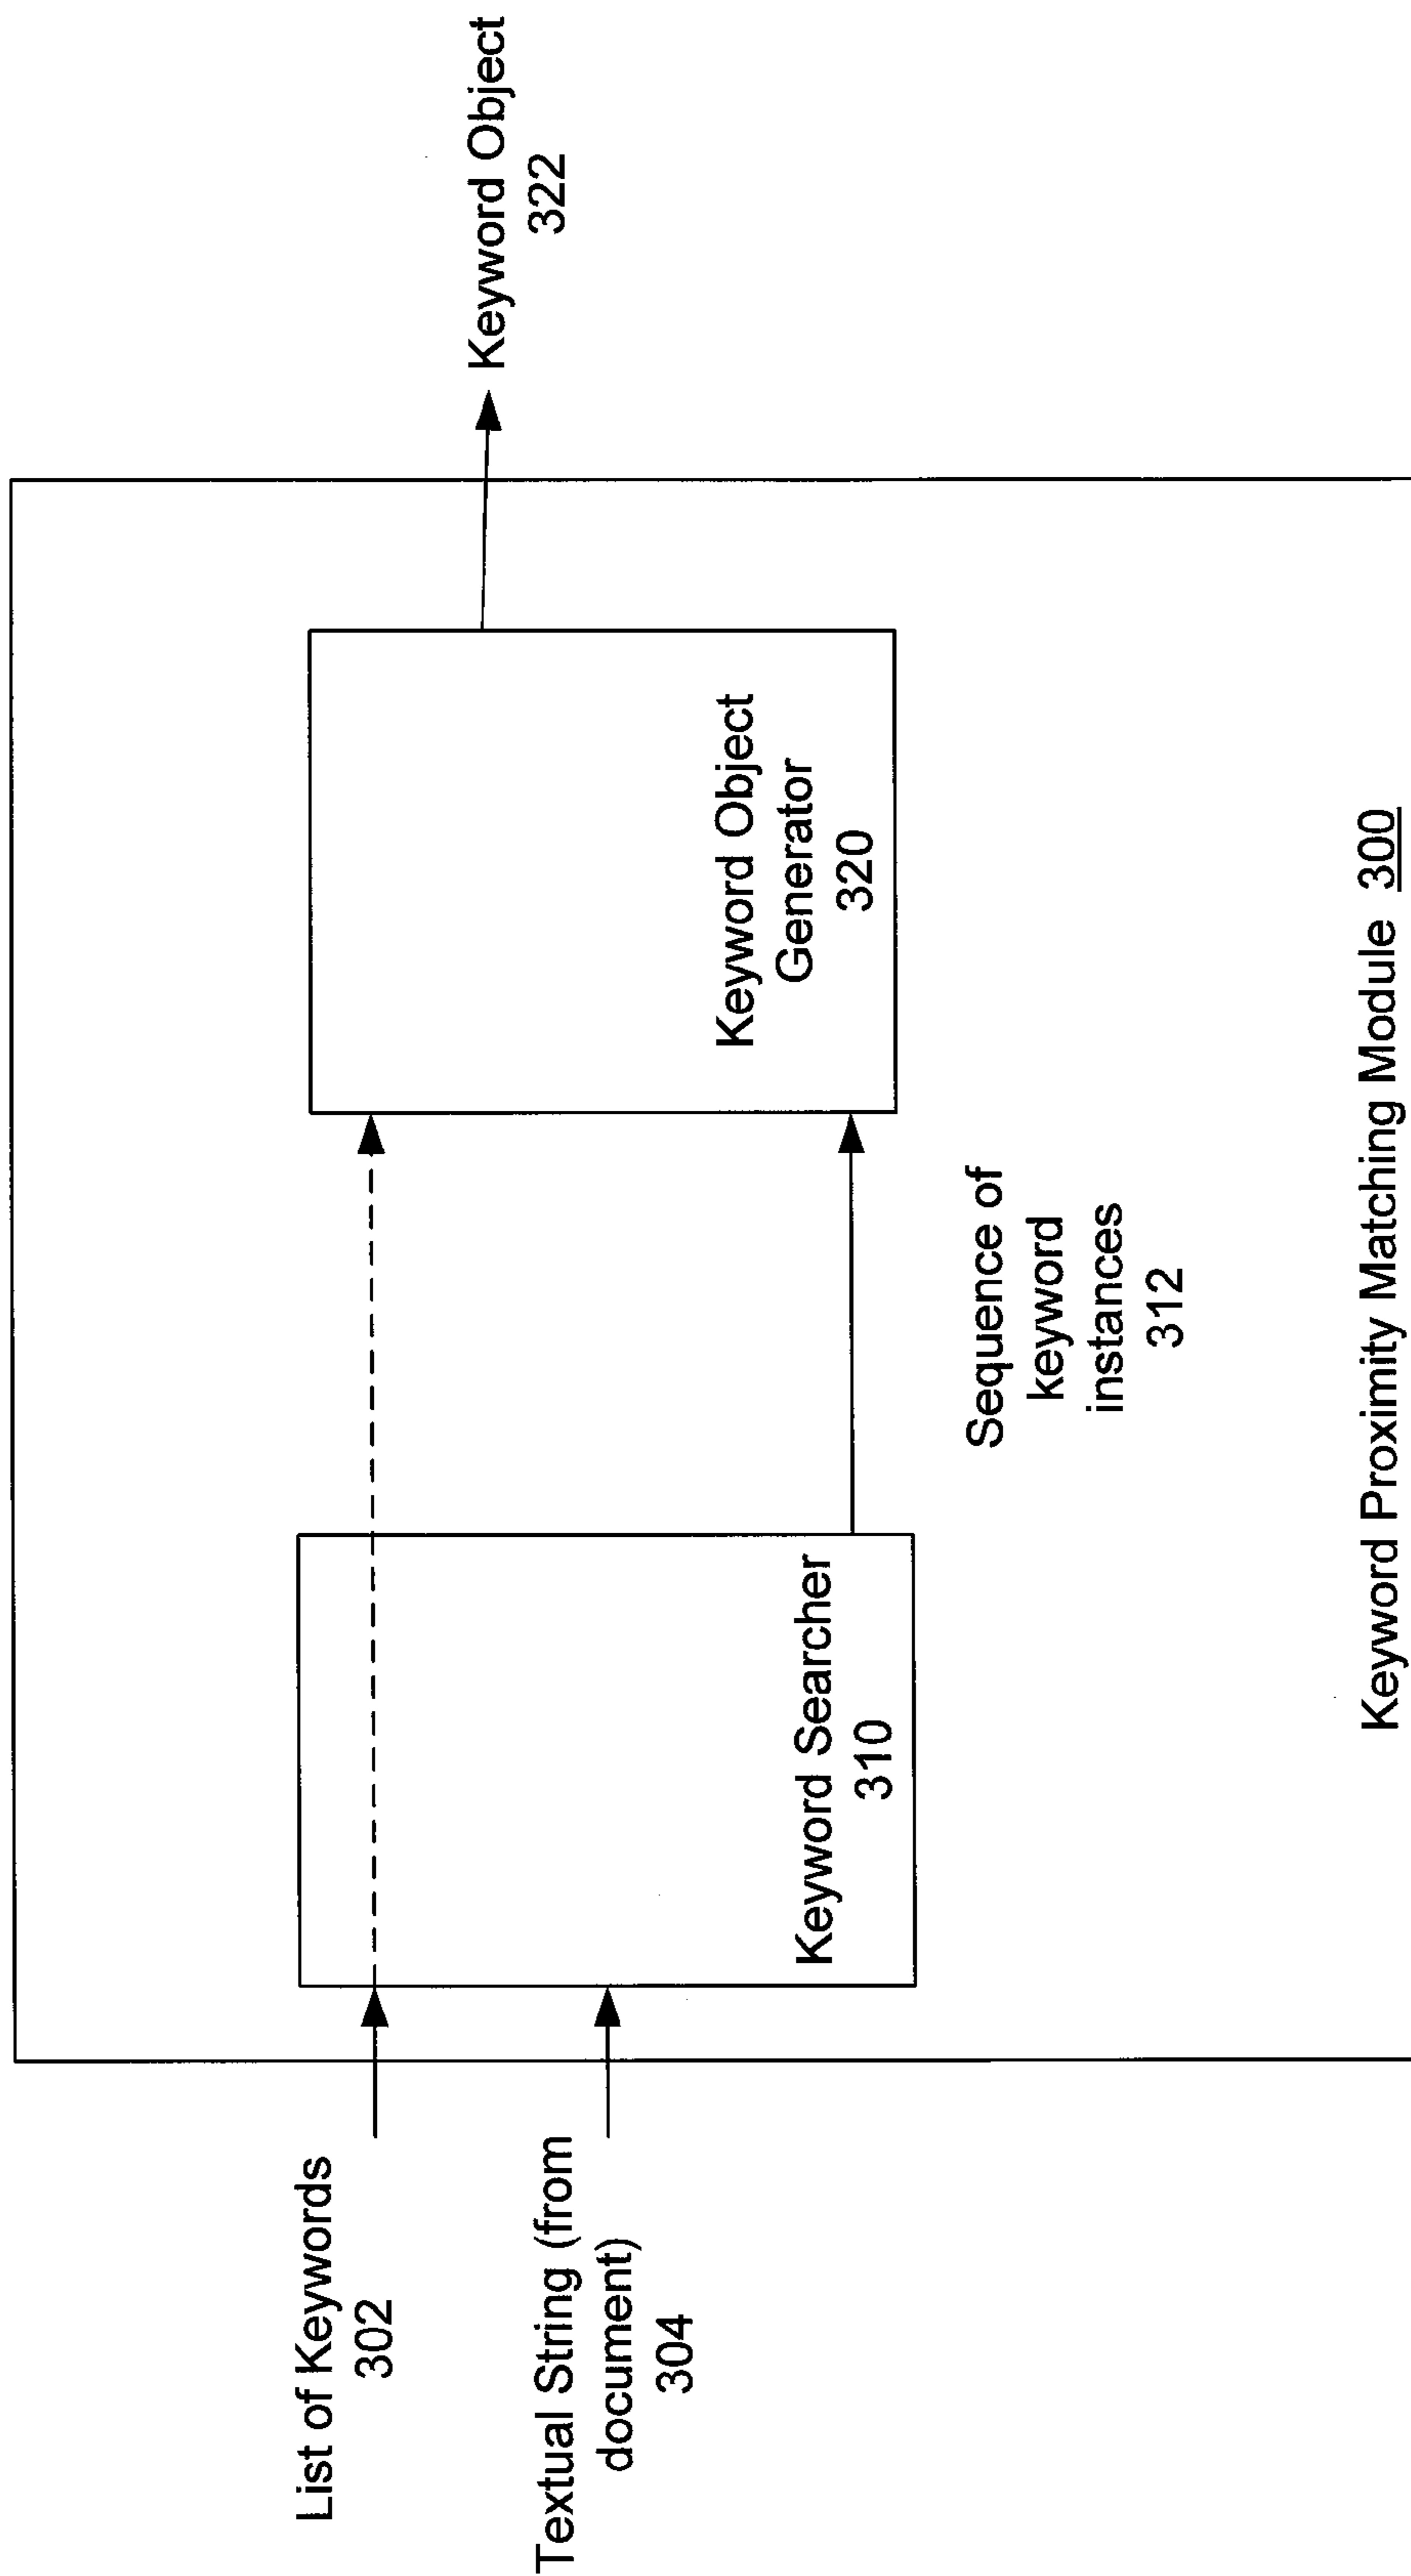 List of Keywords
302
Textual String (from
document)
304
Keyword Searcher
310
Sequence of
keyword
instances
312
Keyword Object
Generator
320
Keyword Object
322
Keyword Proximity Matching Module 300